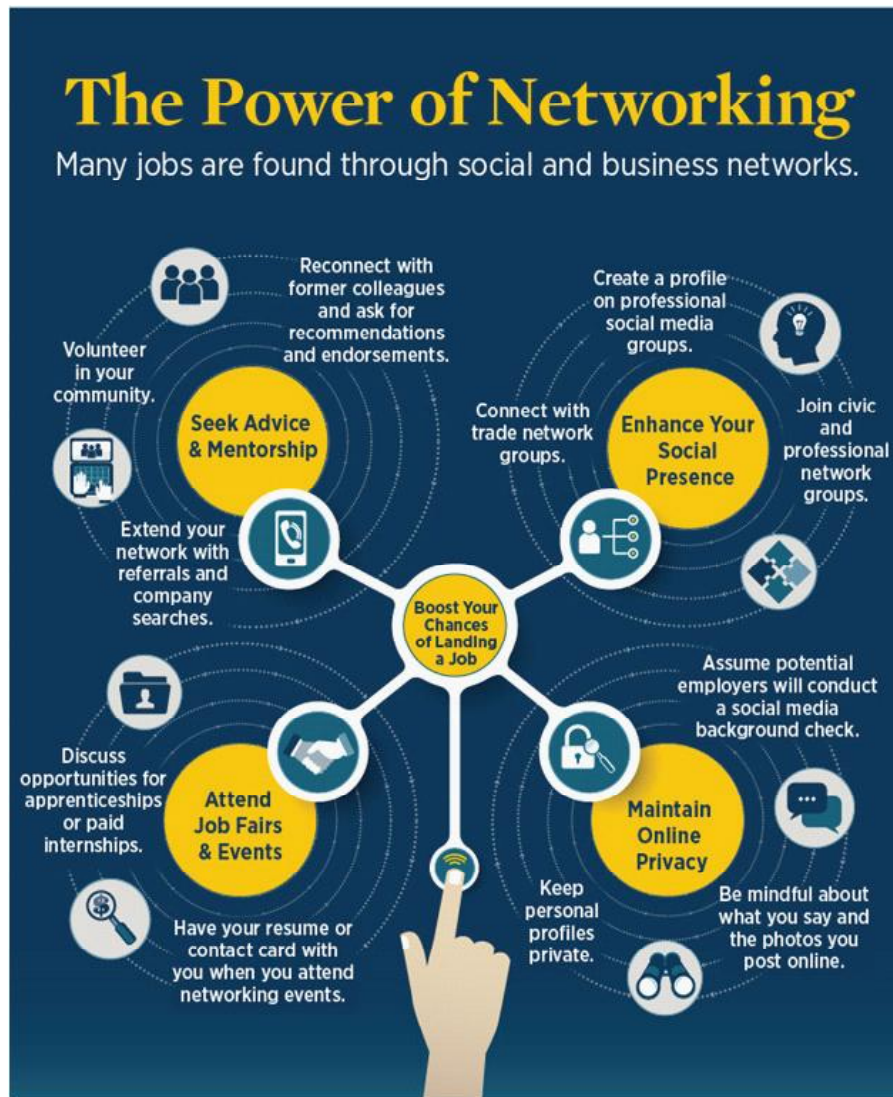 The Power of Networking
Many jobs are found through social and business networks.
Reconnect with
former colleagues
and ask for
recommendations
and endorsements.
Volunteer
in your
community.
Seek Advice
& Mentorship
Extend your
network with
referrals and
company
searches.
Create a profile
on professional
social media
groups.
Connect with
trade network
groups.
Enhance Your
Social
Presence
Join civic
and
professional
network
groups.
Boost Your
Chances
of Landing
a Job
Discuss
opportunities for
apprenticeships
or paid
internships.
Attend
Job Fairs
& Events
Have your resume or
contact card with
you when you attend
networking events.
Assume potential
employers will conduct
a social media
background check.
Maintain
Online
Privacy
Keep
personal
profiles
private.
Be mindful about
what you say and
the photos you
post online.